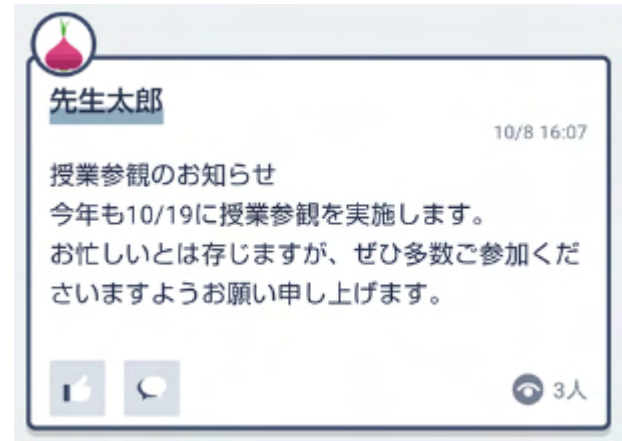 先生太郎
10/8 16:07
授業参観のお知らせ
今年も10/19に授業参観を実施します。
お忙しいとは存じますが、ぜひ多数ご参加くだ
さいますようお願い申し上げます。
3人